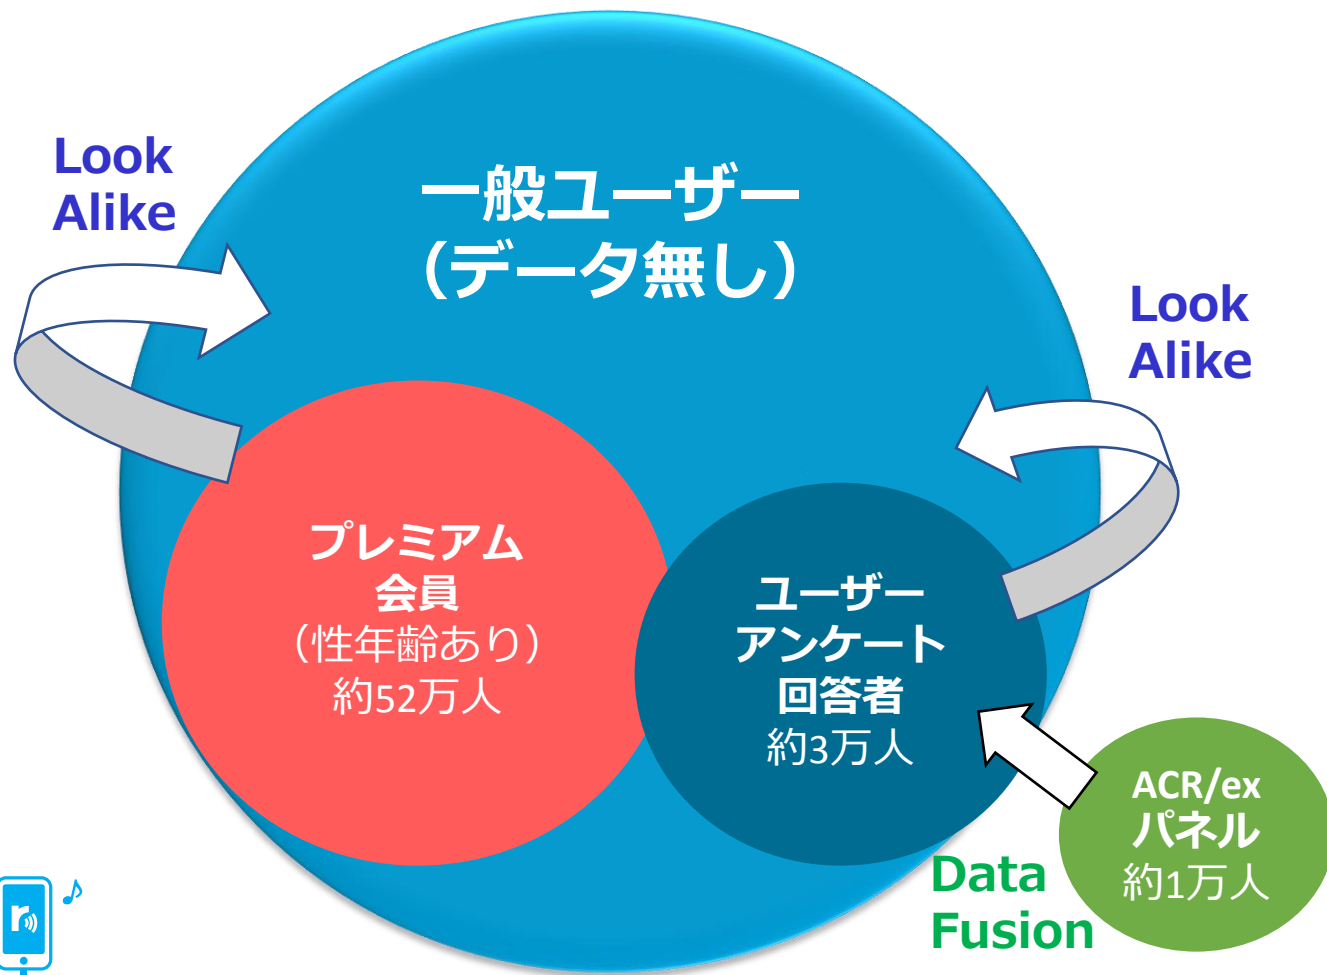 Look
Alike
一般ユーザー
（データ無し）
Look
Alike
プレミアム
会員
（性年齢あり）
約52万人
ユーザー
アンケート
回答者
約3万人
ACR/ex
パネル
約1万人
Data
Fusion
r